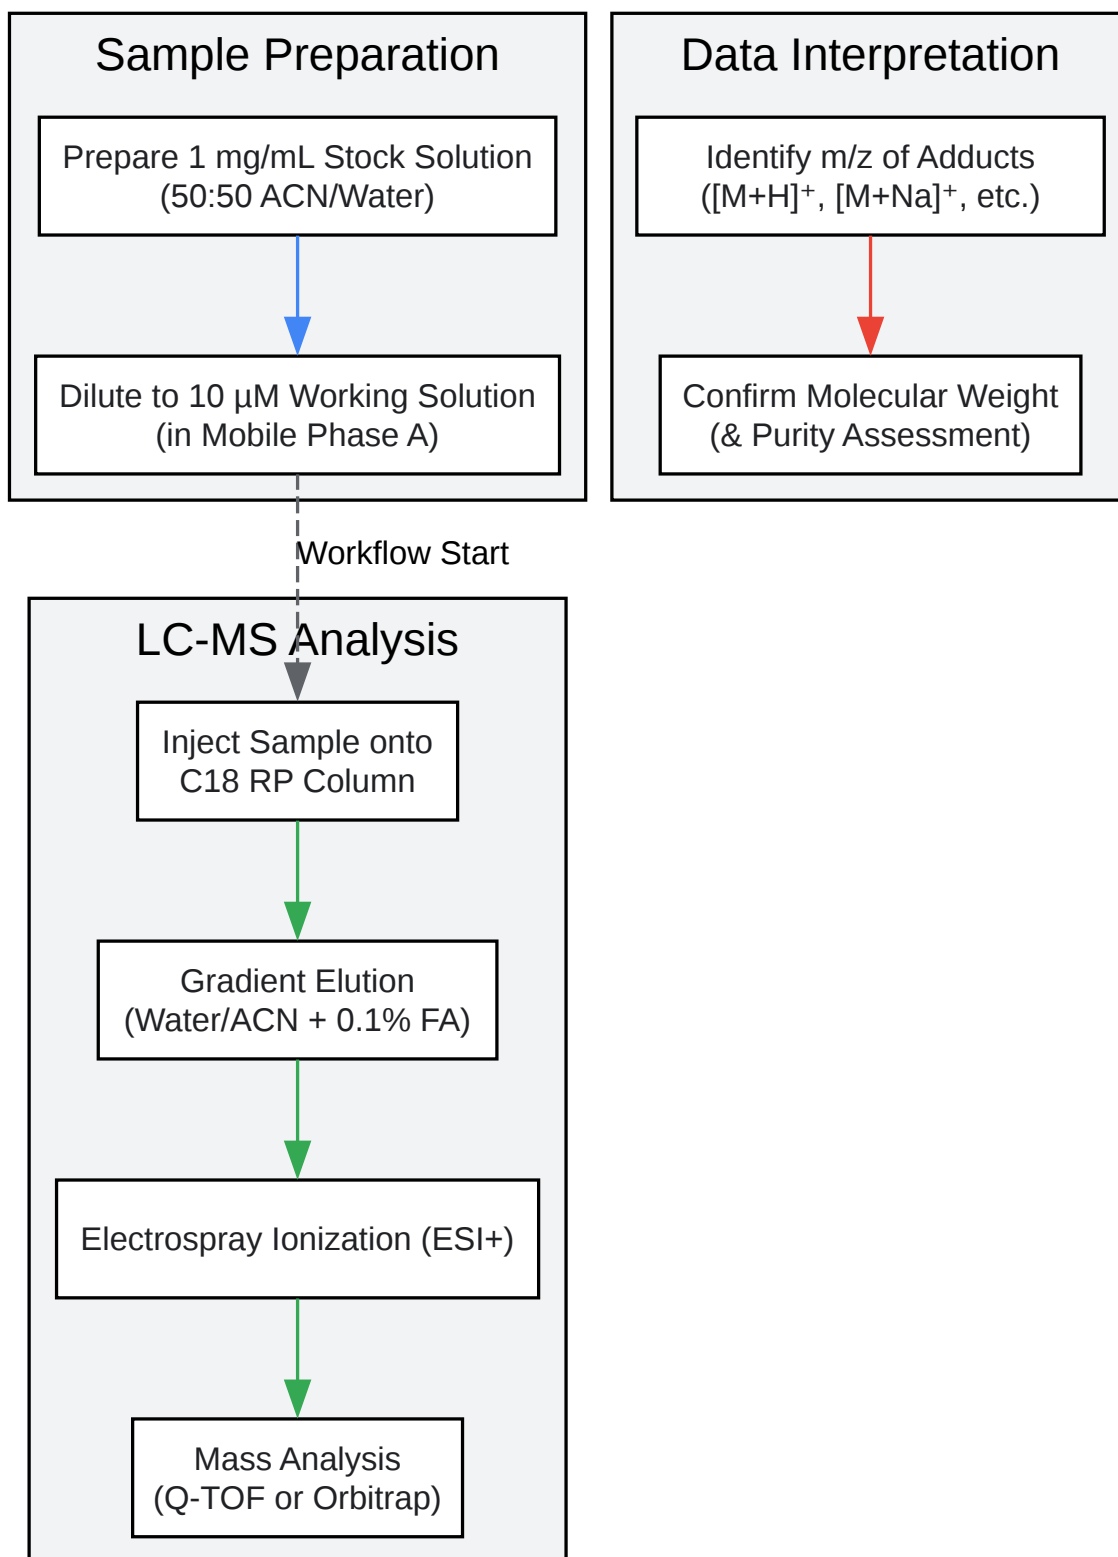 Sample Preparation
Prepare 1 mg/mL Stock Solution
(50:50 ACN/Water)
Dilute to 10 µM Working Solution
(in Mobile Phase A)
Workflow Start
LC-MS Analysis
Inject Sample onto
C18 RP Column
Gradient Elution
(Water/ACN + 0.1% FA)
Electrospray Ionization (ESI+)
Mass Analysis
(Q-TOF or Orbitrap)
Data Interpretation
Identify m/z of Adducts
([M+H]⁺, [M+Na]⁺, etc.)
Confirm Molecular Weight
(& Purity Assessment)